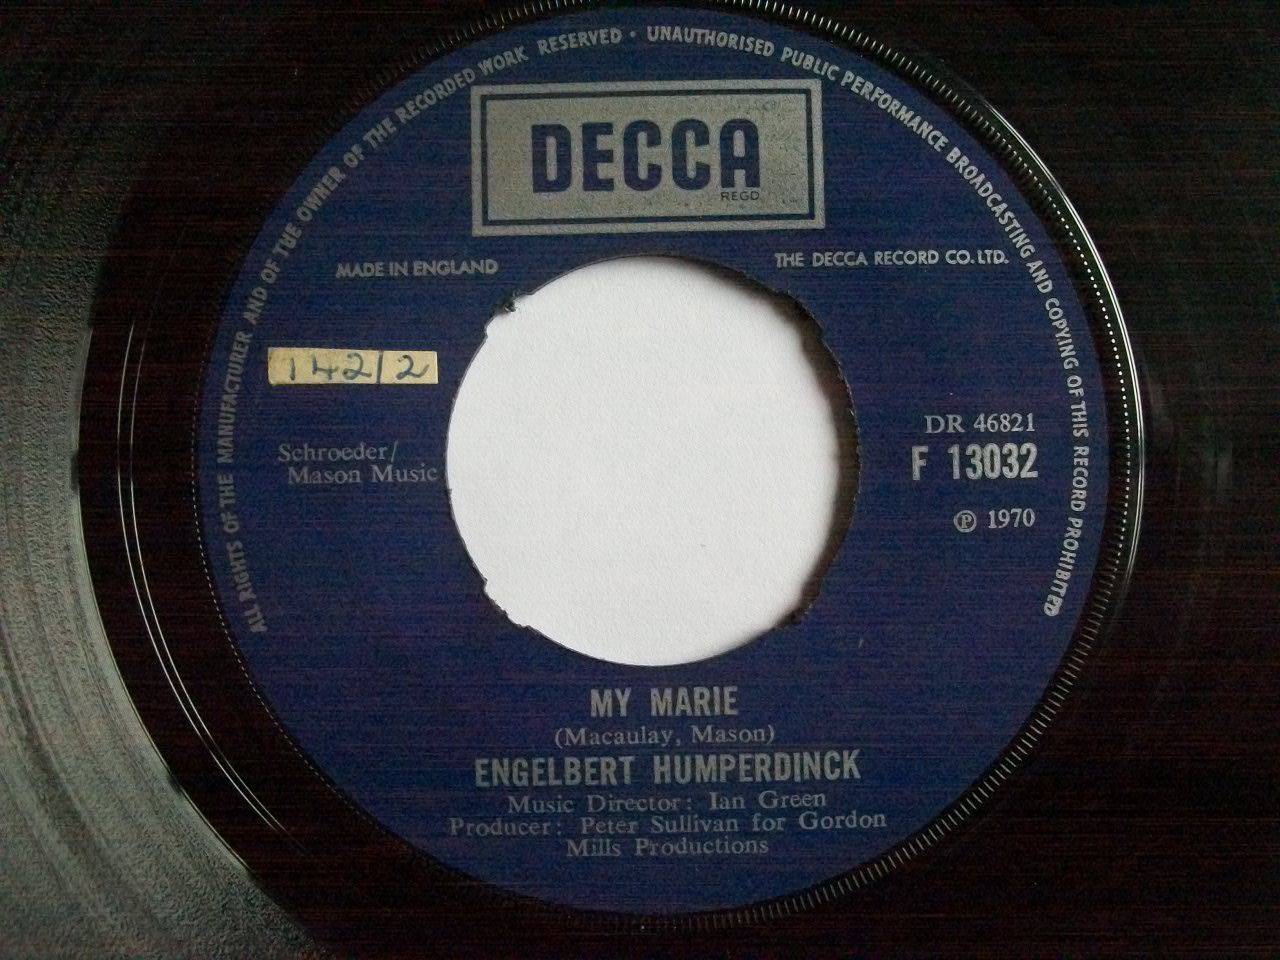 ALL RIGHTS OF THE MANUFACTURER AND OF THE OWNER OF THE RECORDED WORK RESERVED • UNAUTHORISED PUBLIC PERFORMANCE BROADCASTING AND COPYING OF THIS RECORD PROHIBITED
DECCA
REGD
MADE IN ENGLAND
THE DECCA RECORD CO. LTD.
142/2
Schroeder/
Mason Music
DR 46821
F 13032
℗ 1970
MY MARIE
(Macaulay, Mason)
ENGELBERT HUMPERDINCK
Music Director: Ian Green
Producer: Peter Sullivan for Gordon
Mills Productions